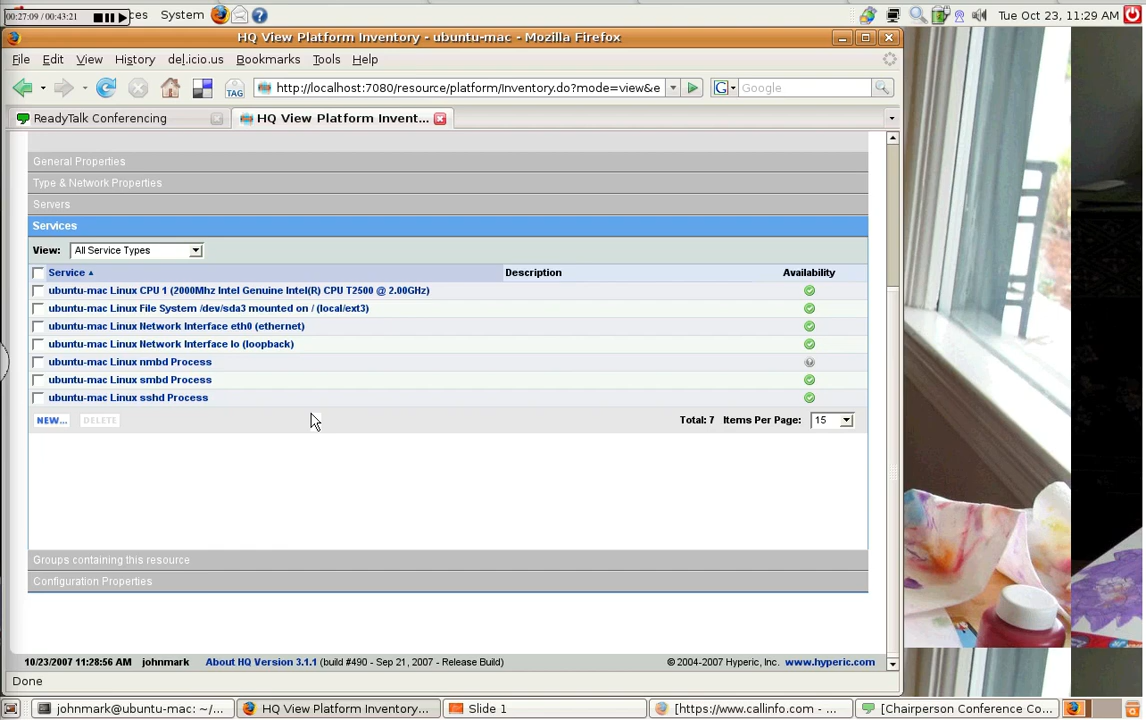 00:27:09 / 00:43:21
ces System Tue Oct 23, 11:29 AM
HQ View Platform Inventory - ubuntu-mac - Mozilla Firefox
File Edit View History del.icio.us Bookmarks Tools Help
TAG http://localhost:7080/resource/platform/Inventory.do?mode=view&e G Google
ReadyTalk Conferencing HQ View Platform Invent...
General Properties
Type & Network Properties
Servers
Services
View: All Service Types
Service Description Availability
ubuntu-mac Linux CPU 1 (2000Mhz Intel Genuine Intel(R) CPU T2500 @ 2.00GHz)
ubuntu-mac Linux File System /dev/sda3 mounted on / (local/ext3)
ubuntu-mac Linux Network Interface eth0 (ethernet)
ubuntu-mac Linux Network Interface lo (loopback)
ubuntu-mac Linux nmbd Process
ubuntu-mac Linux smbd Process
ubuntu-mac Linux sshd Process
NEW... DELETE Total: 7 Items Per Page: 15
Groups containing this resource
Configuration Properties
10/23/2007 11:28:56 AM johnmark About HQ Version 3.1.1 (build #490 - Sep 21, 2007 - Release Build) © 2004-2007 Hyperic, Inc. www.hyperic.com
Done
johnmark@ubuntu-mac: ~/... HQ View Platform Inventory... Slide 1 [https://www.callinfo.com - ... [Chairperson Conference Co...